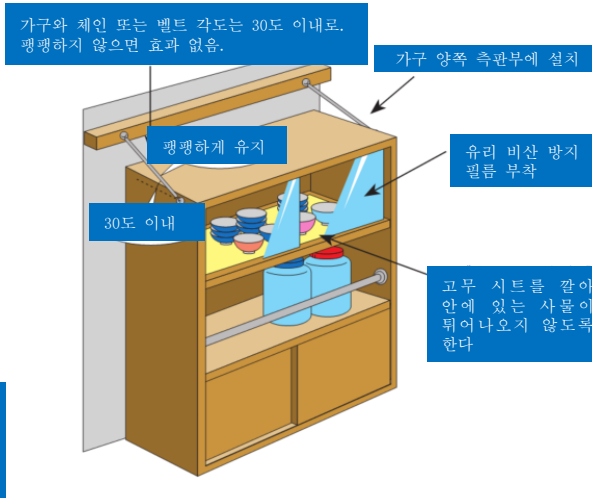 가구와 체인 또는 벨트 각도는 30도 이내로.
팽팽하지 않으면 효과 없음.
가구 양쪽 측판부에 설치
팽팽하게 유지
유리 비산 방지
필름 부착
30도 이내
고무 시트를 깔아
안에 있는 사물이
튀어나오지 않도록
한다